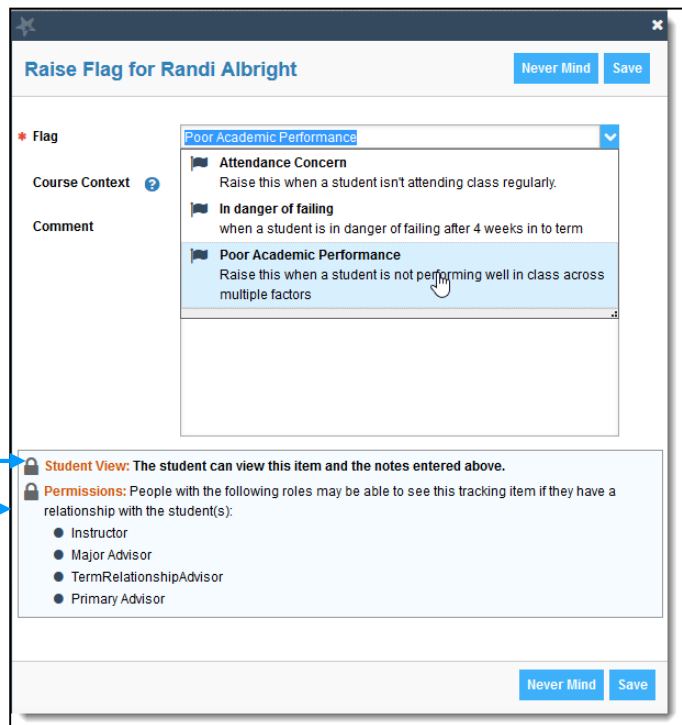 Raise Flag for Randi Albright
Never Mind
Save
* Flag
Poor Academic Performance
Attendance Concern
Raise this when a student isn't attending class regularly.
Course Context ?
In danger of failing
when a student is in danger of failing after 4 weeks in to term
Comment
Poor Academic Performance
Raise this when a student is not performing well in class across
multiple factors
Student View: The student can view this item and the notes entered above.
Permissions: People with the following roles may be able to see this tracking item if they have a
relationship with the student(s):
Instructor
Major Advisor
TermRelationshipAdvisor
Primary Advisor
Never Mind
Save